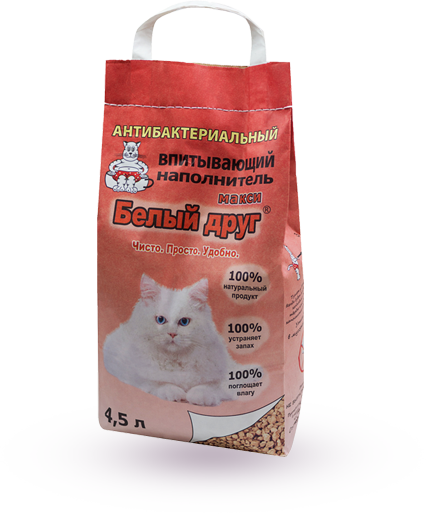 АНТИБАКТЕРИАЛЬНЫЙ
ВПИТЫВАЮЩИЙ
НАПОЛНИТЕЛЬ
МАКСИ
Белый друг®
Чисто. Просто. Удобно.
100%
натуральный
продукт
100%
устраняет
запах
100%
поглощает
влагу
4,5 л